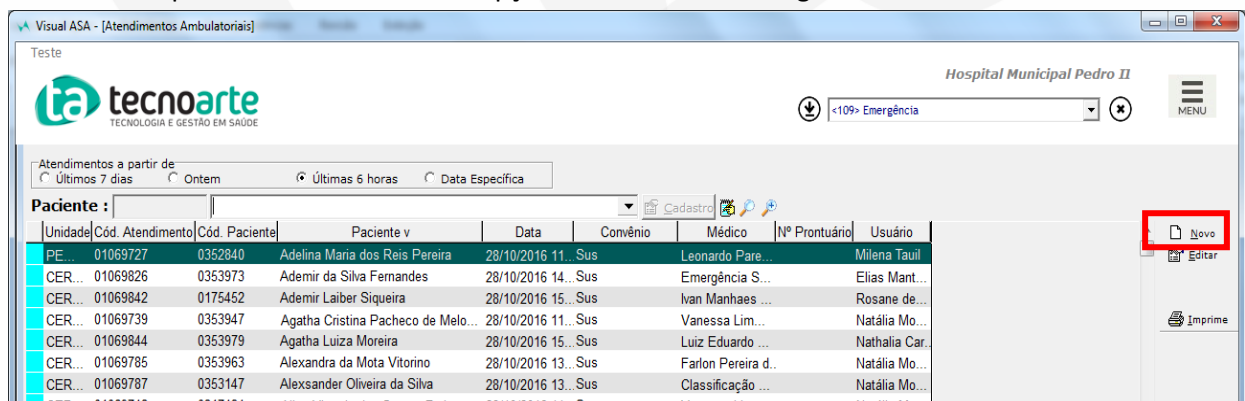 Visual ASA - [Atendimentos Ambulatoriais]
Teste
tecnoarte
TECNOLOGIA E GESTÃO EM SAÚDE
Hospital Municipal Pedro II
<109> Emergência
MENU
Atendimentos a partir de
Últimos 7 dias Ontem Últimas 6 horas Data Específica
Paciente : Cadastro
Unidade Cód. Atendimento Cód. Paciente Paciente v Data Convênio Médico Nº Prontuário Usuário
PE... 01069727 0352840 Adelina Maria dos Reis Pereira 28/10/2016 11... Sus Leonardo Pare... Milena Tauil
CER... 01069826 0353973 Ademir da Silva Fernandes 28/10/2016 14... Sus Emergência S... Elias Mant...
CER... 01069842 0175452 Ademir Laiber Siqueira 28/10/2016 15... Sus Ivan Manhaes ... Rosane de...
CER... 01069739 0353947 Agatha Cristina Pacheco de Melo... 28/10/2016 11... Sus Vanessa Lim... Natália Mo...
CER... 01069844 0353979 Agatha Luiza Moreira 28/10/2016 15... Sus Luiz Eduardo ... Nathalia Car..
CER... 01069785 0353963 Alexandra da Mota Vitorino 28/10/2016 13... Sus Farlon Pereira d.. Natália Mo...
CER... 01069787 0353147 Alexsander Oliveira da Silva 28/10/2016 13... Sus Classificação ... Natália Mo...
Novo
Editar
Imprime